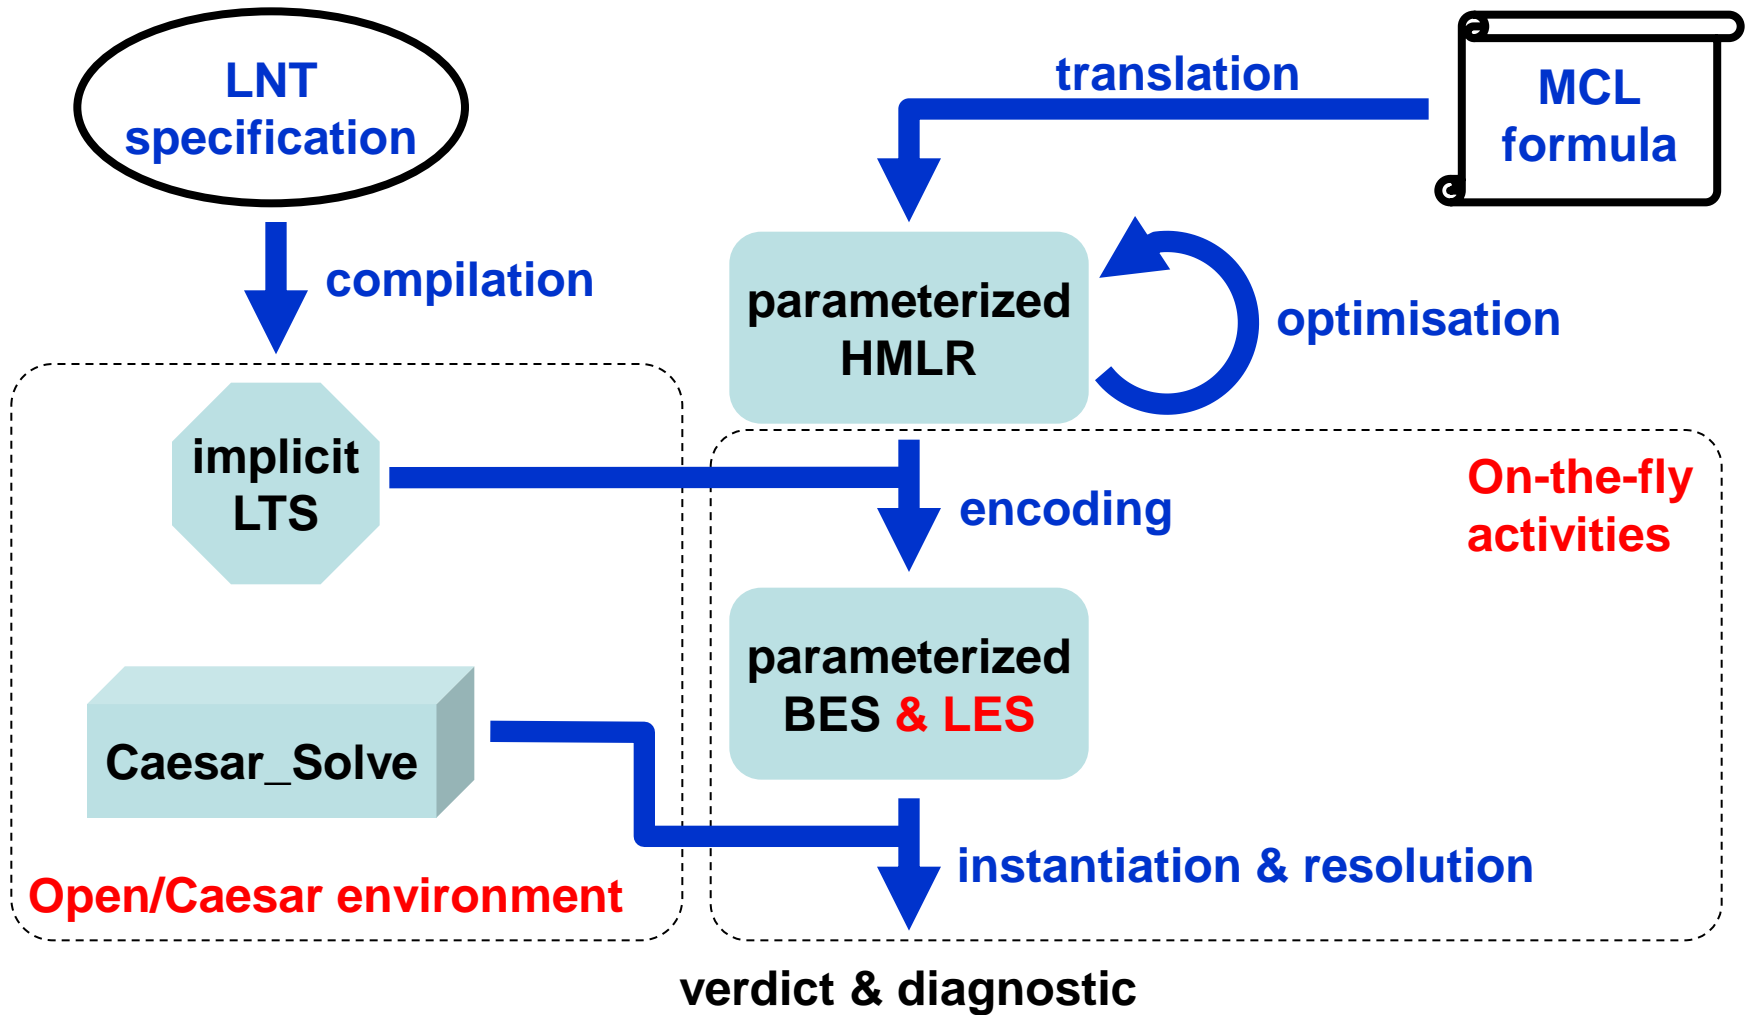 LNT
specification
translation
MCL
formula
compilation
parameterized
HMLR
optimisation
implicit
LTS
encoding
On-the-fly
activities
parameterized
BES & LES
Caesar_Solve
instantiation & resolution
Open/Caesar environment
verdict & diagnostic